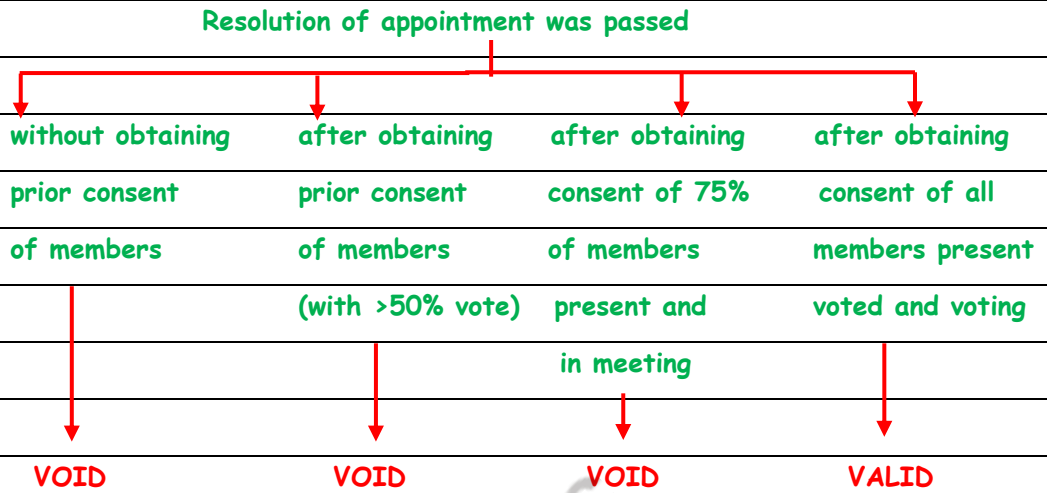 Resolution of appointment was passed
without obtaining
prior consent
of members
VOID
after obtaining
prior consent
of members
(with >50% vote)
VOID
after obtaining
consent of 75%
of members
present and
in meeting
VOID
after obtaining
consent of all
members present
voted and voting
VALID